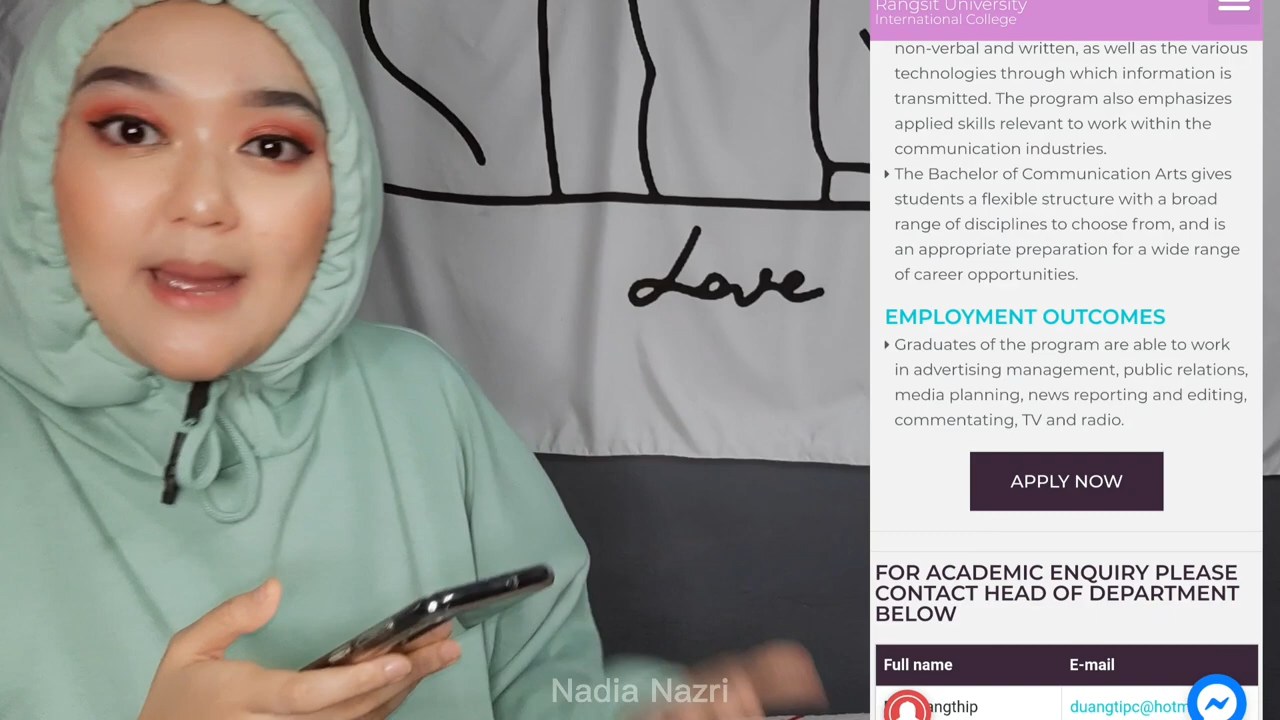 Love
Nadia Nazri
Rangsit University
International College
non-verbal and written, as well as the various
technologies through which information is
transmitted. The program also emphasizes
applied skills relevant to work within the
communication industries.
The Bachelor of Communication Arts gives
students a flexible structure with a broad
range of disciplines to choose from, and is
an appropriate preparation for a wide range
of career opportunities.
EMPLOYMENT OUTCOMES
Graduates of the program are able to work
in advertising management, public relations,
media planning, news reporting and editing,
commentating, TV and radio.
APPLY NOW
FOR ACADEMIC ENQUIRY PLEASE
CONTACT HEAD OF DEPARTMENT
BELOW
Full name E-mail
duangtipc@hotm